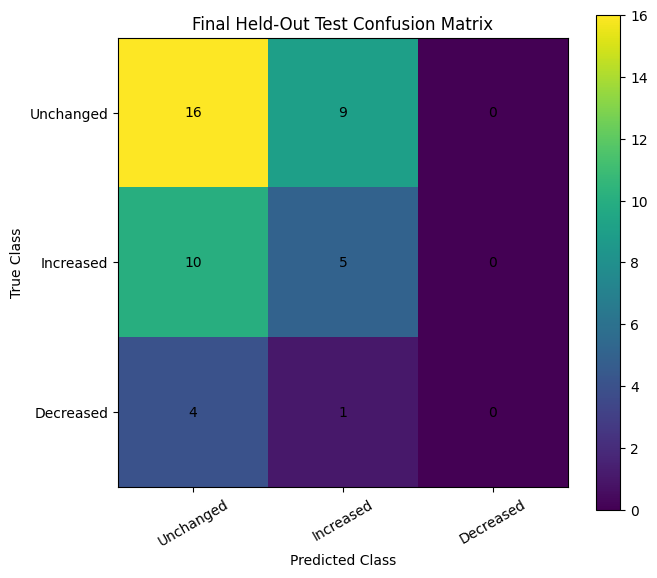 Final Held-Out Test Confusion Matrix
True Class
Unchanged
16 9 0
Increased
10 5 0
Decreased
4 1 0
Unchanged Increased Decreased
Predicted Class
16
14
12
10
8
6
4
2
0